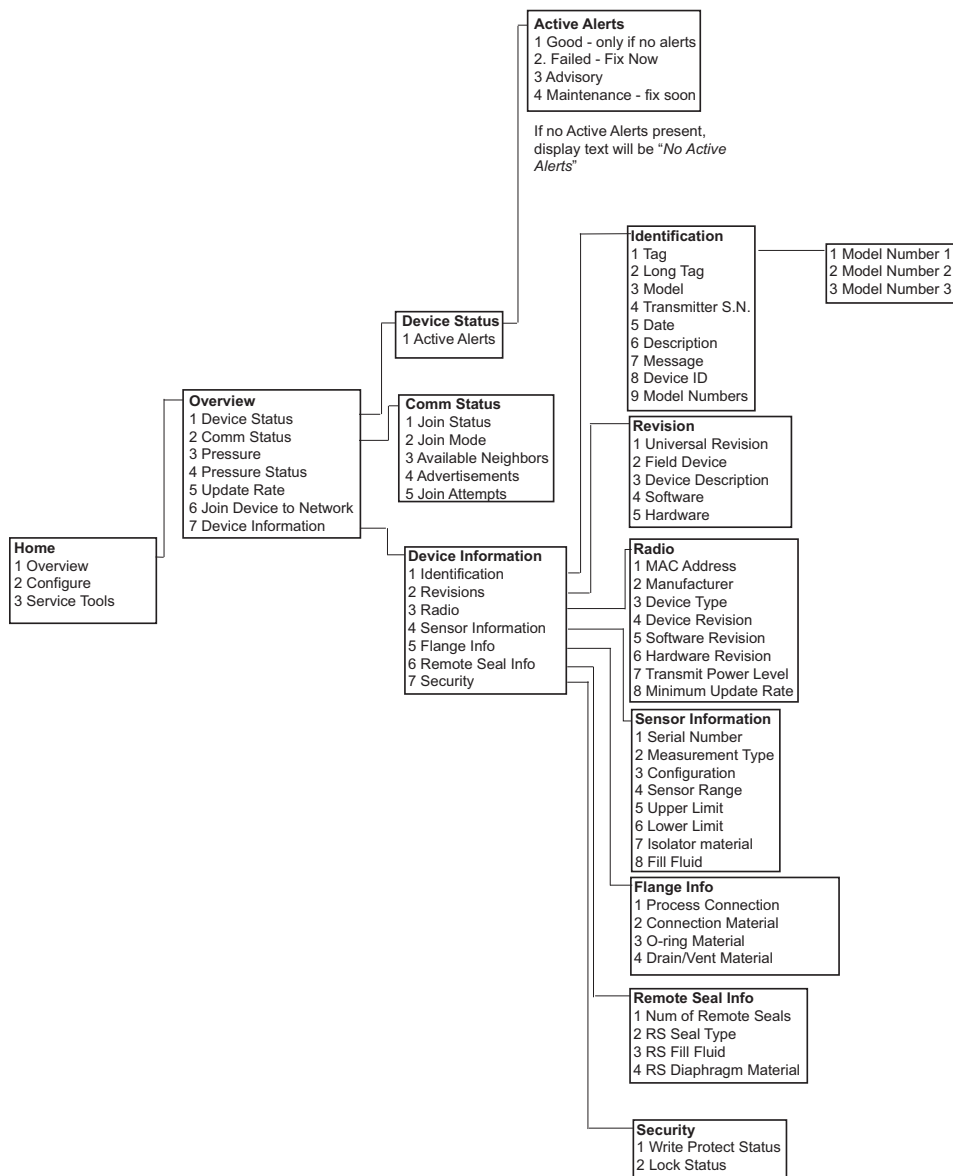 Active Alerts
1 Good - only if no alerts
2. Failed - Fix Now
3 Advisory
4 Maintenance - fix soon
If no Active Alerts present,
display text will be “No Active
Alerts”
Identification
1 Tag
2 Long Tag
3 Model
4 Transmitter S.N.
5 Date
6 Description
7 Message
8 Device ID
9 Model Numbers
1 Model Number 1
2 Model Number 2
3 Model Number 3
Device Status
1 Active Alerts
Overview
1 Device Status
2 Comm Status
3 Pressure
4 Pressure Status
5 Update Rate
6 Join Device to Network
7 Device Information
Comm Status
1 Join Status
2 Join Mode
3 Available Neighbors
4 Advertisements
5 Join Attempts
Revision
1 Universal Revision
2 Field Device
3 Device Description
4 Software
5 Hardware
Home
1 Overview
2 Configure
3 Service Tools
Device Information
1 Identification
2 Revisions
3 Radio
4 Sensor Information
5 Flange Info
6 Remote Seal Info
7 Security
Radio
1 MAC Address
2 Manufacturer
3 Device Type
4 Device Revision
5 Software Revision
6 Hardware Revision
7 Transmit Power Level
8 Minimum Update Rate
Sensor Information
1 Serial Number
2 Measurement Type
3 Configuration
4 Sensor Range
5 Upper Limit
6 Lower Limit
7 Isolator material
8 Fill Fluid
Flange Info
1 Process Connection
2 Connection Material
3 O-ring Material
4 Drain/Vent Material
Remote Seal Info
1 Num of Remote Seals
2 RS Seal Type
3 RS Fill Fluid
4 RS Diaphragm Material
Security
1 Write Protect Status
2 Lock Status